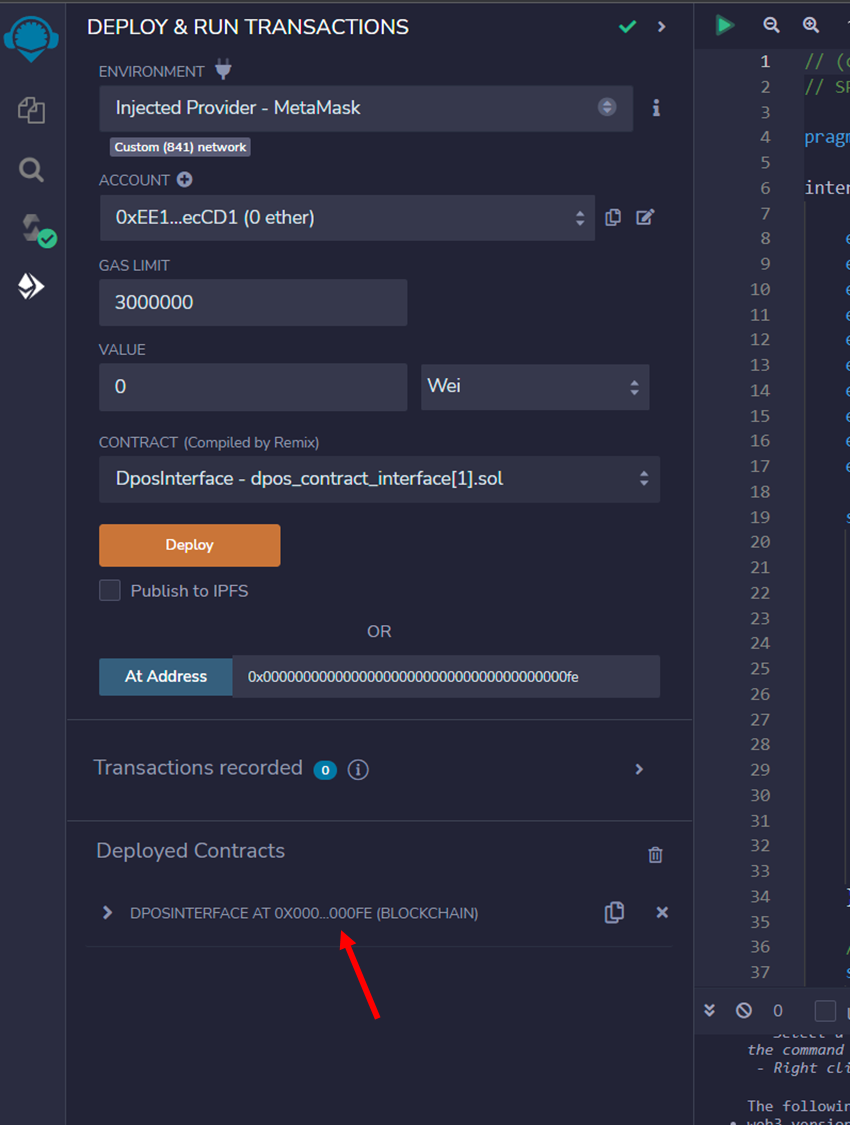 DEPLOY & RUN TRANSACTIONS
ENVIRONMENT
Injected Provider - MetaMask
Custom (841) network
ACCOUNT
0xEE1...ecCD1 (0 ether)
GAS LIMIT
3000000
VALUE
0
Wei
CONTRACT (Compiled by Remix)
DposInterface - dpos_contract_interface[1].sol
Deploy
Publish to IPFS
OR
At Address
0x00000000000000000000000000000000000000fe
Transactions recorded 0
Deployed Contracts
DPOSINTERFACE AT 0X000...000FE (BLOCKCHAIN)
1 // (c
2 // SP
3
4 pragm
5
6 inter
7
8 e
9 e
10 e
11 e
12 e
13 e
14 e
15 e
16 e
17 e
18
19 s
20
21
22
23
24
25
26
27
28
29
30
31
32
33
34 }
35
36 /
37 s
0
the command
- Right cli
The followin
web3 version